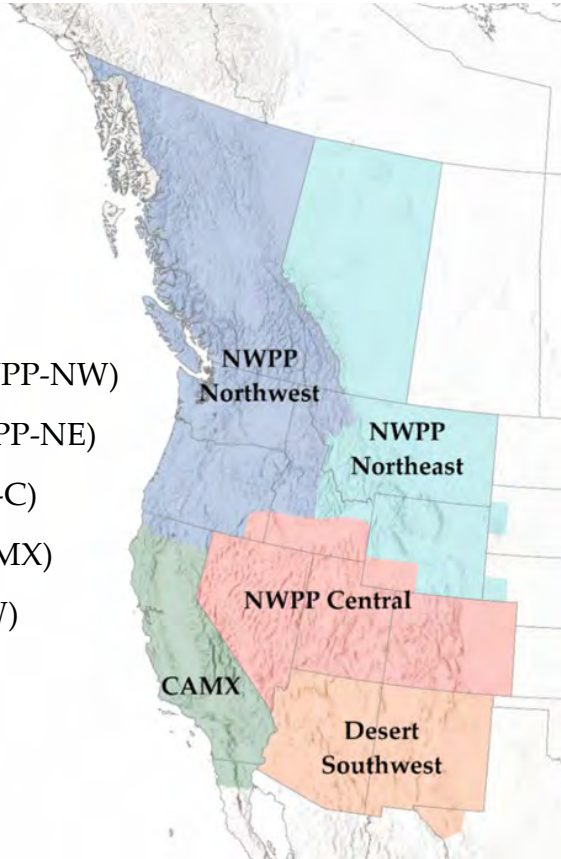 PP-NW)
PP-NE)
-C)
MX)
)
NWPP
Northwest
NWPP
Northeast
NWPP Central
CAMX
Desert
Southwest